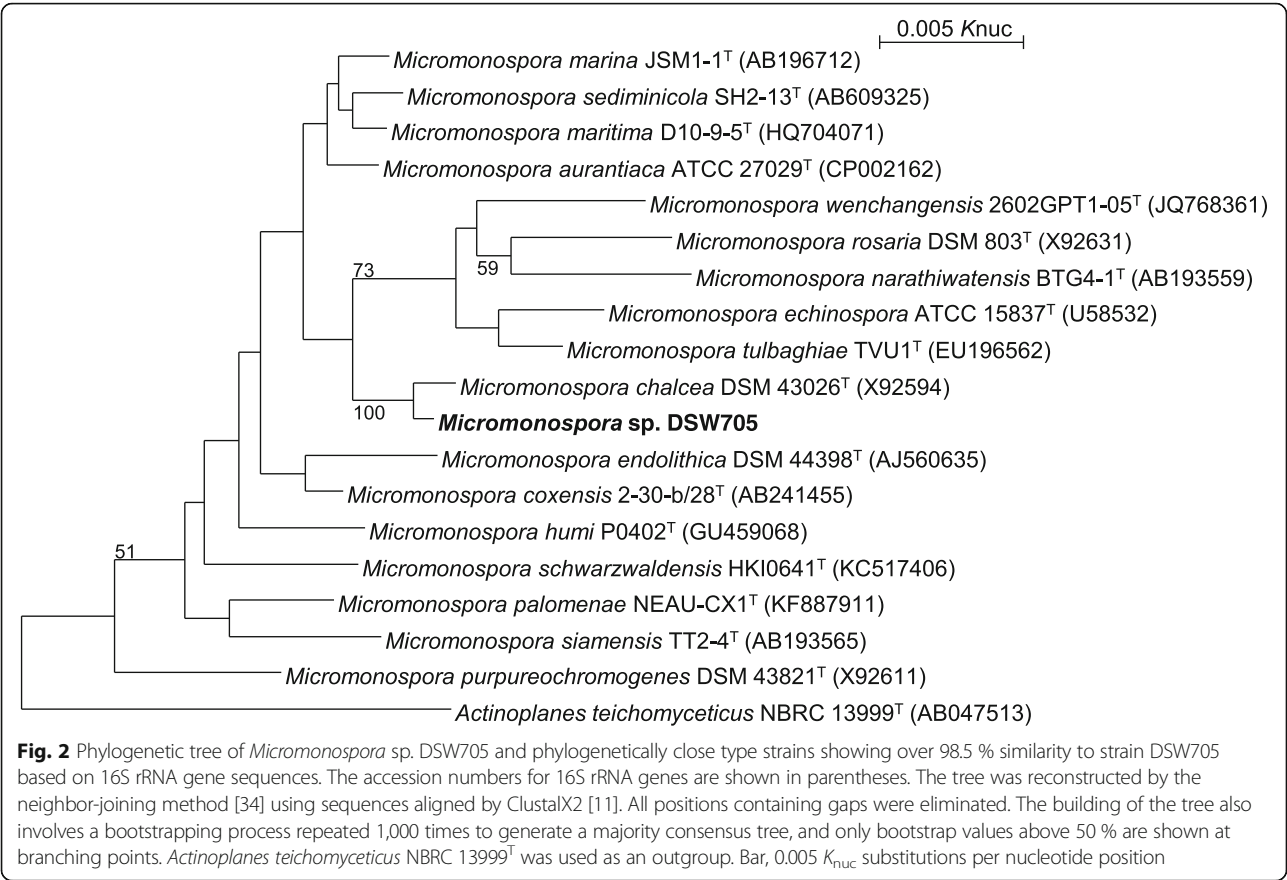 0.005 Knuc
Micromonospora marina JSM1-1ᵀ (AB196712)
Micromonospora sediminicola SH2-13ᵀ (AB609325)
Micromonospora maritima D10-9-5ᵀ (HQ704071)
Micromonospora aurantiaca ATCC 27029ᵀ (CP002162)
Micromonospora wenchangensis 2602GPT1-05ᵀ (JQ768361)
Micromonospora rosaria DSM 803ᵀ (X92631)
73
59
Micromonospora narathiwatensis BTG4-1ᵀ (AB193559)
Micromonospora echinospora ATCC 15837ᵀ (U58532)
Micromonospora tulbaghiae TVU1ᵀ (EU196562)
Micromonospora chalcea DSM 43026ᵀ (X92594)
100
Micromonospora sp. DSW705
Micromonospora endolithica DSM 44398ᵀ (AJ560635)
Micromonospora coxensis 2-30-b/28ᵀ (AB241455)
Micromonospora humi P0402ᵀ (GU459068)
51
Micromonospora schwarzwaldensis HKI0641ᵀ (KC517406)
Micromonospora palomenae NEAU-CX1ᵀ (KF887911)
Micromonospora siamensis TT2-4ᵀ (AB193565)
Micromonospora purpureochromogenes DSM 43821ᵀ (X92611)
Actinoplanes teichomyceticus NBRC 13999ᵀ (AB047513)
Fig. 2 Phylogenetic tree of Micromonospora sp. DSW705 and phylogenetically close type strains showing over 98.5 % similarity to strain DSW705
based on 16S rRNA gene sequences. The accession numbers for 16S rRNA genes are shown in parentheses. The tree was reconstructed by the
neighbor-joining method [34] using sequences aligned by ClustalX2 [11]. All positions containing gaps were eliminated. The building of the tree also
involves a bootstrapping process repeated 1,000 times to generate a majority consensus tree, and only bootstrap values above 50 % are shown at
branching points. Actinoplanes teichomyceticus NBRC 13999ᵀ was used as an outgroup. Bar, 0.005 Knuc substitutions per nucleotide position